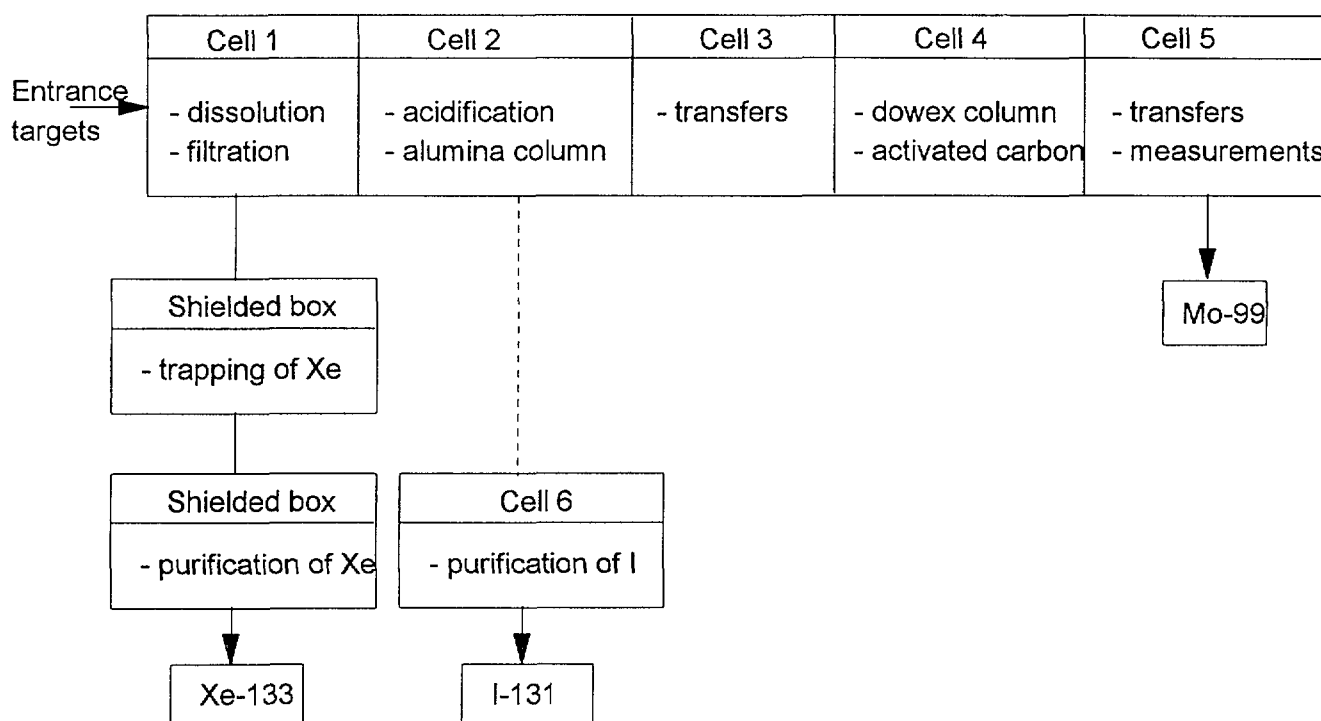 Cell 1
Cell 2
Cell 3
Cell 4
Cell 5
Entrance
targets
- dissolution
- filtration
- acidification
- alumina column
- transfers
- dowex column
- activated carbon
- transfers
- measurements
Shielded box
- trapping of Xe
Mo-99
Shielded box
- purification of Xe
Cell 6
- purification of I
Xe-133
I-131